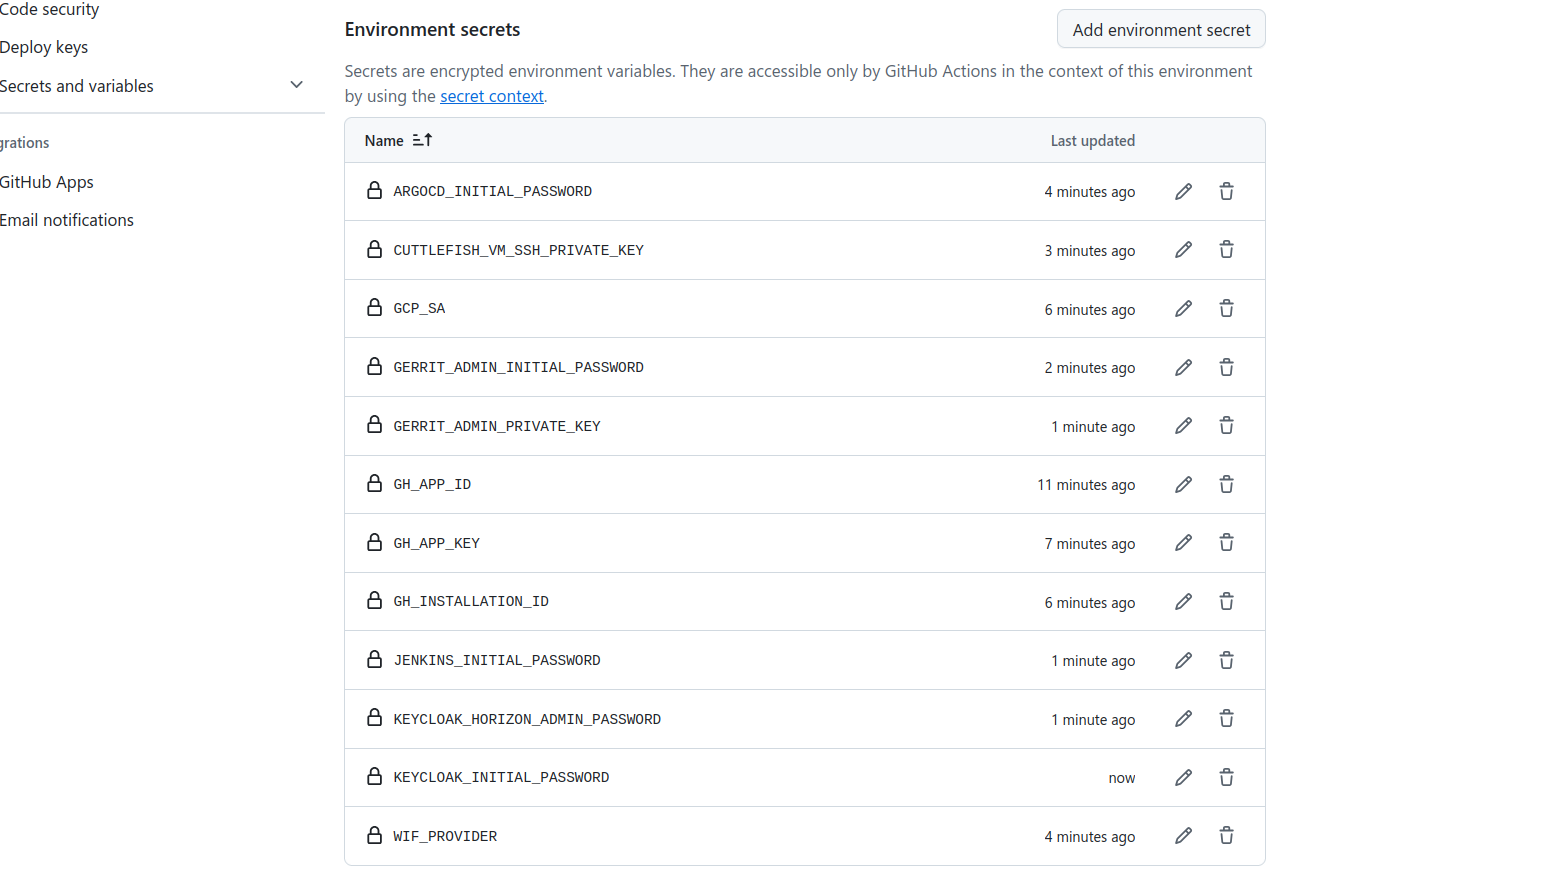 Code security
Deploy keys
Secrets and variables
grations
GitHub Apps
Email notifications
Environment secrets
Add environment secret
Secrets are encrypted environment variables. They are accessible only by GitHub Actions in the context of this environment
by using the secret context.
Name Last updated
ARGOCD_INITIAL_PASSWORD 4 minutes ago
CUTTLEFISH_VM_SSH_PRIVATE_KEY 3 minutes ago
GCP_SA 6 minutes ago
GERRIT_ADMIN_INITIAL_PASSWORD 2 minutes ago
GERRIT_ADMIN_PRIVATE_KEY 1 minute ago
GH_APP_ID 11 minutes ago
GH_APP_KEY 7 minutes ago
GH_INSTALLATION_ID 6 minutes ago
JENKINS_INITIAL_PASSWORD 1 minute ago
KEYCLOAK_HORIZON_ADMIN_PASSWORD 1 minute ago
KEYCLOAK_INITIAL_PASSWORD now
WIF_PROVIDER 4 minutes ago